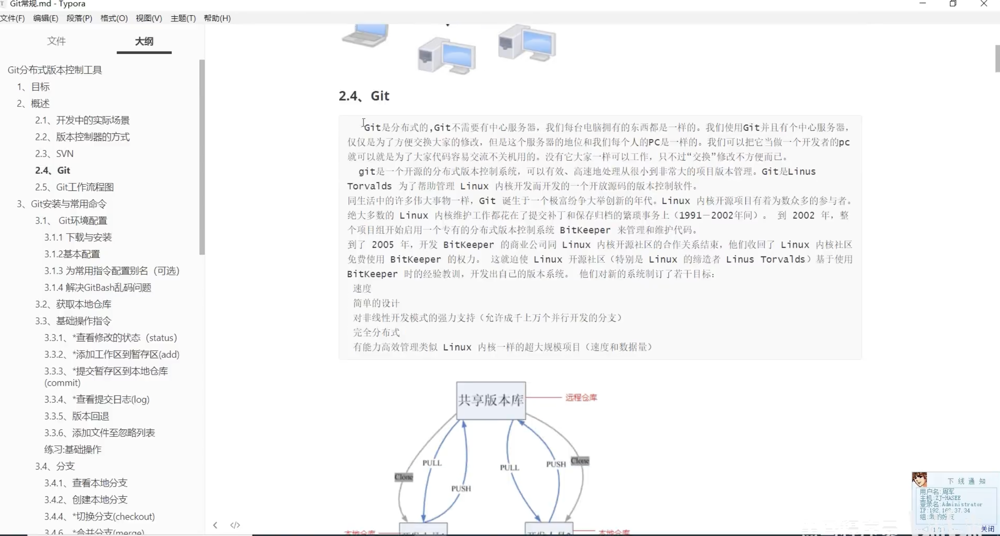 Git常规.md - Typora
文件(F) 编辑(E) 段落(P) 格式(O) 视图(V) 主题(T) 帮助(H)
文件 大纲
Git分布式版本控制工具
1、目标
2、概述
2.1、开发中的实际场景
2.2、版本控制器的方式
2.3、SVN
2.4、Git
2.5、Git工作流程图
3、Git安装与常用命令
3.1、 Git环境配置
3.1.1 下载与安装
3.1.2基本配置
3.1.3 为常用指令配置别名（可选）
3.1.4 解决GitBash乱码问题
3.2、获取本地仓库
3.3、基础操作指令
3.3.1、*查看修改的状态（status）
3.3.2、*添加工作区到暂存区(add)
3.3.3、*提交暂存区到本地仓库
(commit)
3.3.4、*查看提交日志(log)
3.3.5、版本回退
3.3.6、添加文件至忽略列表
练习:基础操作
3.4、分支
3.4.1、查看本地分支
3.4.2、创建本地分支
3.4.4、*切换分支(checkout)
3.4.6、*合并分支(merge)
2.4、Git
Git是分布式的,Git不需要有中心服务器，我们每台电脑拥有的东西都是一样的。我们使用Git并且有个中心服务器，
仅仅是为了方便交换大家的修改，但是这个服务器的地位和我们每个人的PC是一样的。我们可以把它当做一个开发者的pc
就可以就是为了大家代码容易交流不关机用的。没有它大家一样可以工作，只不过“交换”修改不方便而已。
git是一个开源的分布式版本控制系统，可以有效、高速地处理从很小到非常大的项目版本管理。Git是Linus
Torvalds 为了帮助管理 Linux 内核开发而开发的一个开放源码的版本控制软件。
同生活中的许多伟大事物一样，Git 诞生于一个极富纷争大举创新的年代。Linux 内核开源项目有着为数众多的参与者。
绝大多数的 Linux 内核维护工作都花在了提交补丁和保存归档的繁琐事务上（1991－2002年间）。 到 2002 年，整
个项目组开始启用一个专有的分布式版本控制系统 BitKeeper 来管理和维护代码。
到了 2005 年，开发 BitKeeper 的商业公司同 Linux 内核开源社区的合作关系结束，他们收回了 Linux 内核社区
免费使用 BitKeeper 的权力。 这就迫使 Linux 开源社区（特别是 Linux 的缔造者 Linus Torvalds）基于使用
BitKeeper 时的经验教训，开发出自己的版本系统。 他们对新的系统制订了若干目标：
速度
简单的设计
对非线性开发模式的强力支持（允许成千上万个并行开发的分支）
完全分布式
有能力高效管理类似 Linux 内核一样的超大规模项目（速度和数据量）
共享版本库 远程仓库
PULL PULL PUSH Clone
Clone PUSH
本地仓库 本地仓库
下线通知
用户名:周军
主机:ZJ-HASEE
登录名:Administrator
IP:192.168.37.34
组:我的好友
关闭